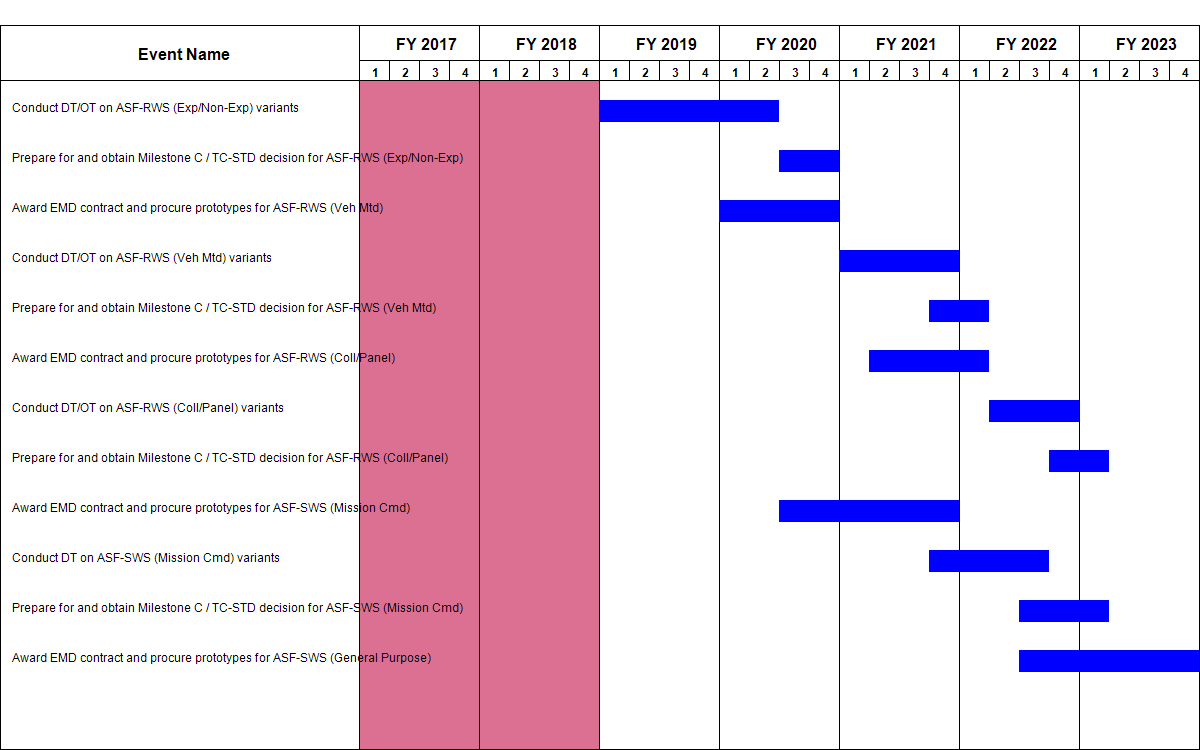 Event Name
FY 2017 FY 2018 FY 2019 FY 2020 FY 2021 FY 2022 FY 2023
1 2 3 4 1 2 3 4 1 2 3 4 1 2 3 4 1 2 3 4 1 2 3 4 1 2 3 4
Conduct DT/OT on ASF-RWS (Exp/Non-Exp) variants
Prepare for and obtain Milestone C / TC-STD decision for ASF-RWS (Exp/Non-Exp)
Award EMD contract and procure prototypes for ASF-RWS (Veh Mtd)
Conduct DT/OT on ASF-RWS (Veh Mtd) variants
Prepare for and obtain Milestone C / TC-STD decision for ASF-RWS (Veh Mtd)
Award EMD contract and procure prototypes for ASF-RWS (Coll/Panel)
Conduct DT/OT on ASF-RWS (Coll/Panel) variants
Prepare for and obtain Milestone C / TC-STD decision for ASF-RWS (Coll/Panel)
Award EMD contract and procure prototypes for ASF-SWS (Mission Cmd)
Conduct DT on ASF-SWS (Mission Cmd) variants
Prepare for and obtain Milestone C / TC-STD decision for ASF-SWS (Mission Cmd)
Award EMD contract and procure prototypes for ASF-SWS (General Purpose)